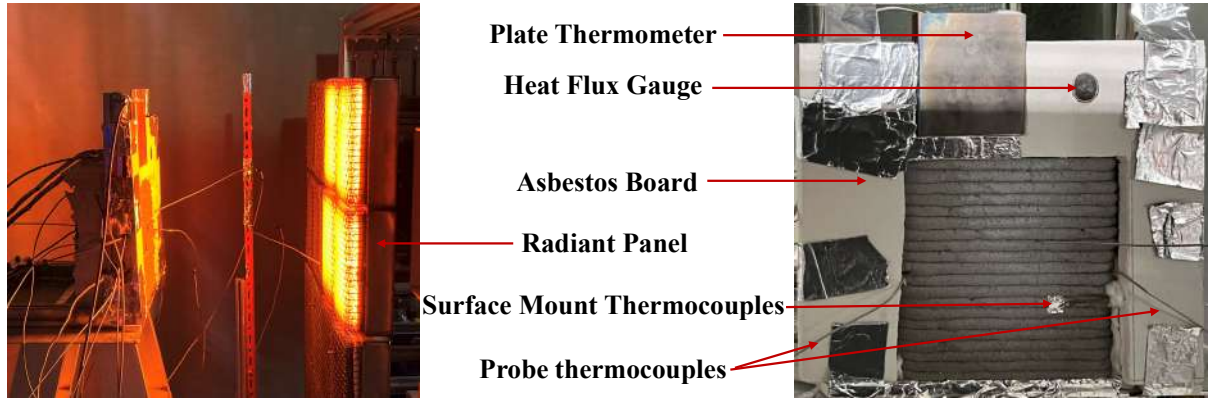 Plate Thermometer
Heat Flux Gauge
Asbestos Board
Radiant Panel
Surface Mount Thermocouples
Probe thermocouples